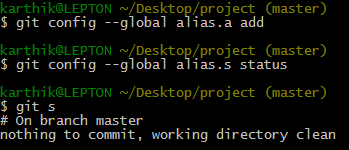 karthik@LEPTON ~/Desktop/project (master)
$ git config --global alias.a add
karthik@LEPTON ~/Desktop/project (master)
$ git config --global alias.s status
karthik@LEPTON ~/Desktop/project (master)
$ git s
# On branch master
nothing to commit, working directory clean